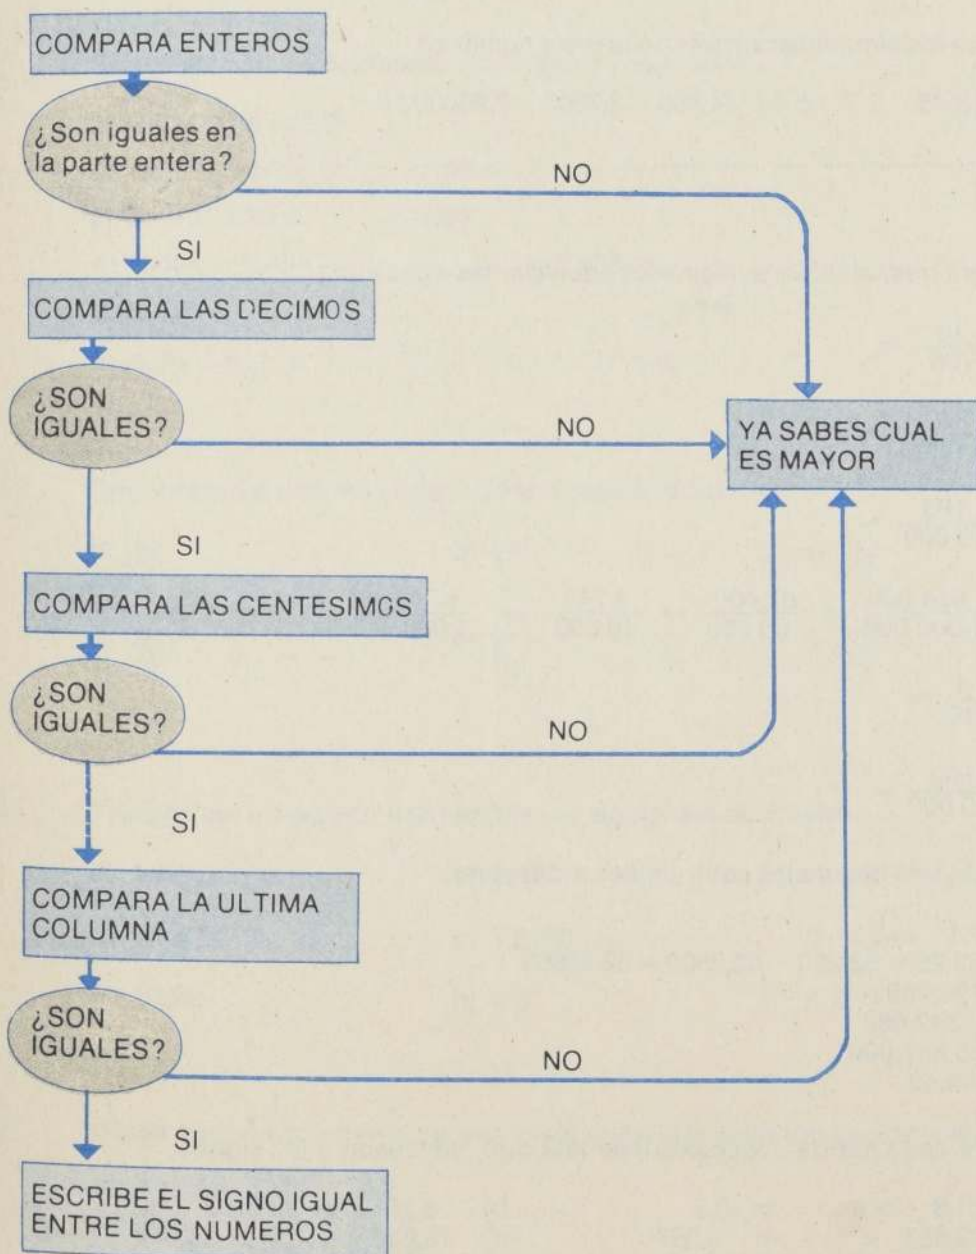 COMPARA ENTEROS
¿Son iguales en
la parte entera?
NO
SI
COMPARA LAS DECIMOS
¿SON
IGUALES?
NO
YA SABES CUAL
ES MAYOR
SI
COMPARA LAS CENTESIMOS
¿SON
IGUALES?
NO
SI
COMPARA LA ULTIMA
COLUMNA
¿SON
IGUALES?
NO
SI
ESCRIBE EL SIGNO IGUAL
ENTRE LOS NUMEROS